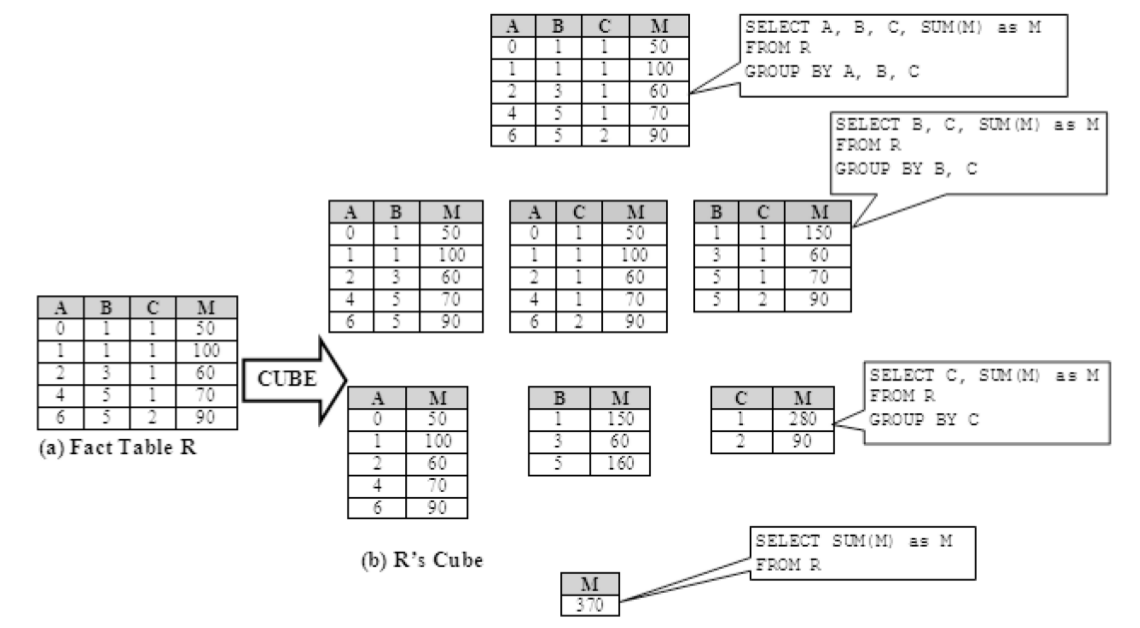 A B C M
0 1 1 50
1 1 1 100
2 3 1 60
4 5 1 70
6 5 2 90
SELECT A, B, C, SUM(M) as M
FROM R
GROUP BY A, B, C
SELECT B, C, SUM(M) as M
FROM R
GROUP BY B, C
A B M
0 1 50
1 1 100
2 3 60
4 5 70
6 5 90
A C M
0 1 50
1 1 100
2 1 60
4 1 70
6 2 90
B C M
1 1 150
3 1 60
5 1 70
5 2 90
A B C M
0 1 1 50
1 1 1 100
2 3 1 60
4 5 1 70
6 5 2 90
(a) Fact Table R
CUBE
A M
0 50
1 100
2 60
4 70
6 90
B M
1 150
3 60
5 160
C M
1 280
2 90
SELECT C, SUM(M) as M
FROM R
GROUP BY C
(b) R's Cube
SELECT SUM(M) as M
FROM R
M
370